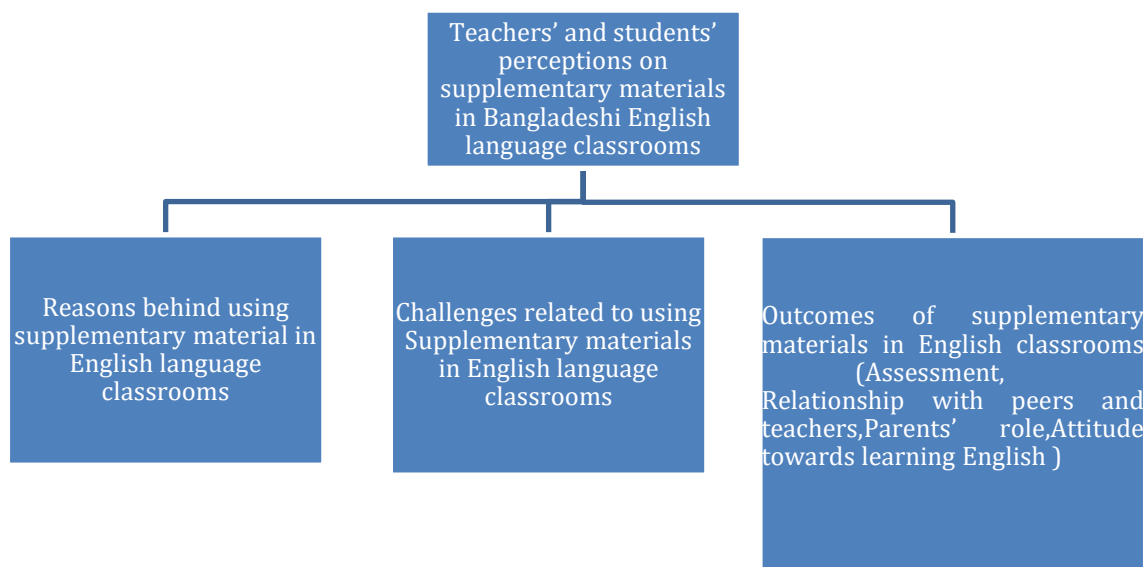 Teachers’ and students’
perceptions on
supplementary materials
in Bangladeshi English
language classrooms
Reasons behind using
supplementary material in
English language
classrooms
Challenges related to using
Supplementary materials
in English language
classrooms
Outcomes of supplementary
materials in English classrooms
(Assessment,
Relationship with peers and
teachers,Parents’ role,Attitude
towards learning English )